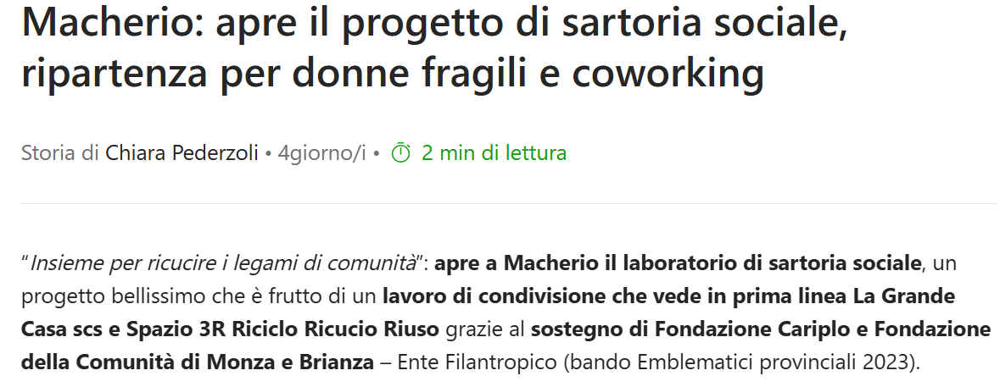 Macherio: apre il progetto di sartoria sociale,
ripartenza per donne fragili e coworking
Storia di Chiara Pederzoli • 4giorno/i • 2 min di lettura
“Insieme per ricucire i legami di comunità”: apre a Macherio il laboratorio di sartoria sociale, un
progetto bellissimo che è frutto di un lavoro di condivisione che vede in prima linea La Grande
Casa scs e Spazio 3R Riciclo Ricucio Riuso grazie al sostegno di Fondazione Cariplo e Fondazione
della Comunità di Monza e Brianza – Ente Filantropico (bando Emblematici provinciali 2023).